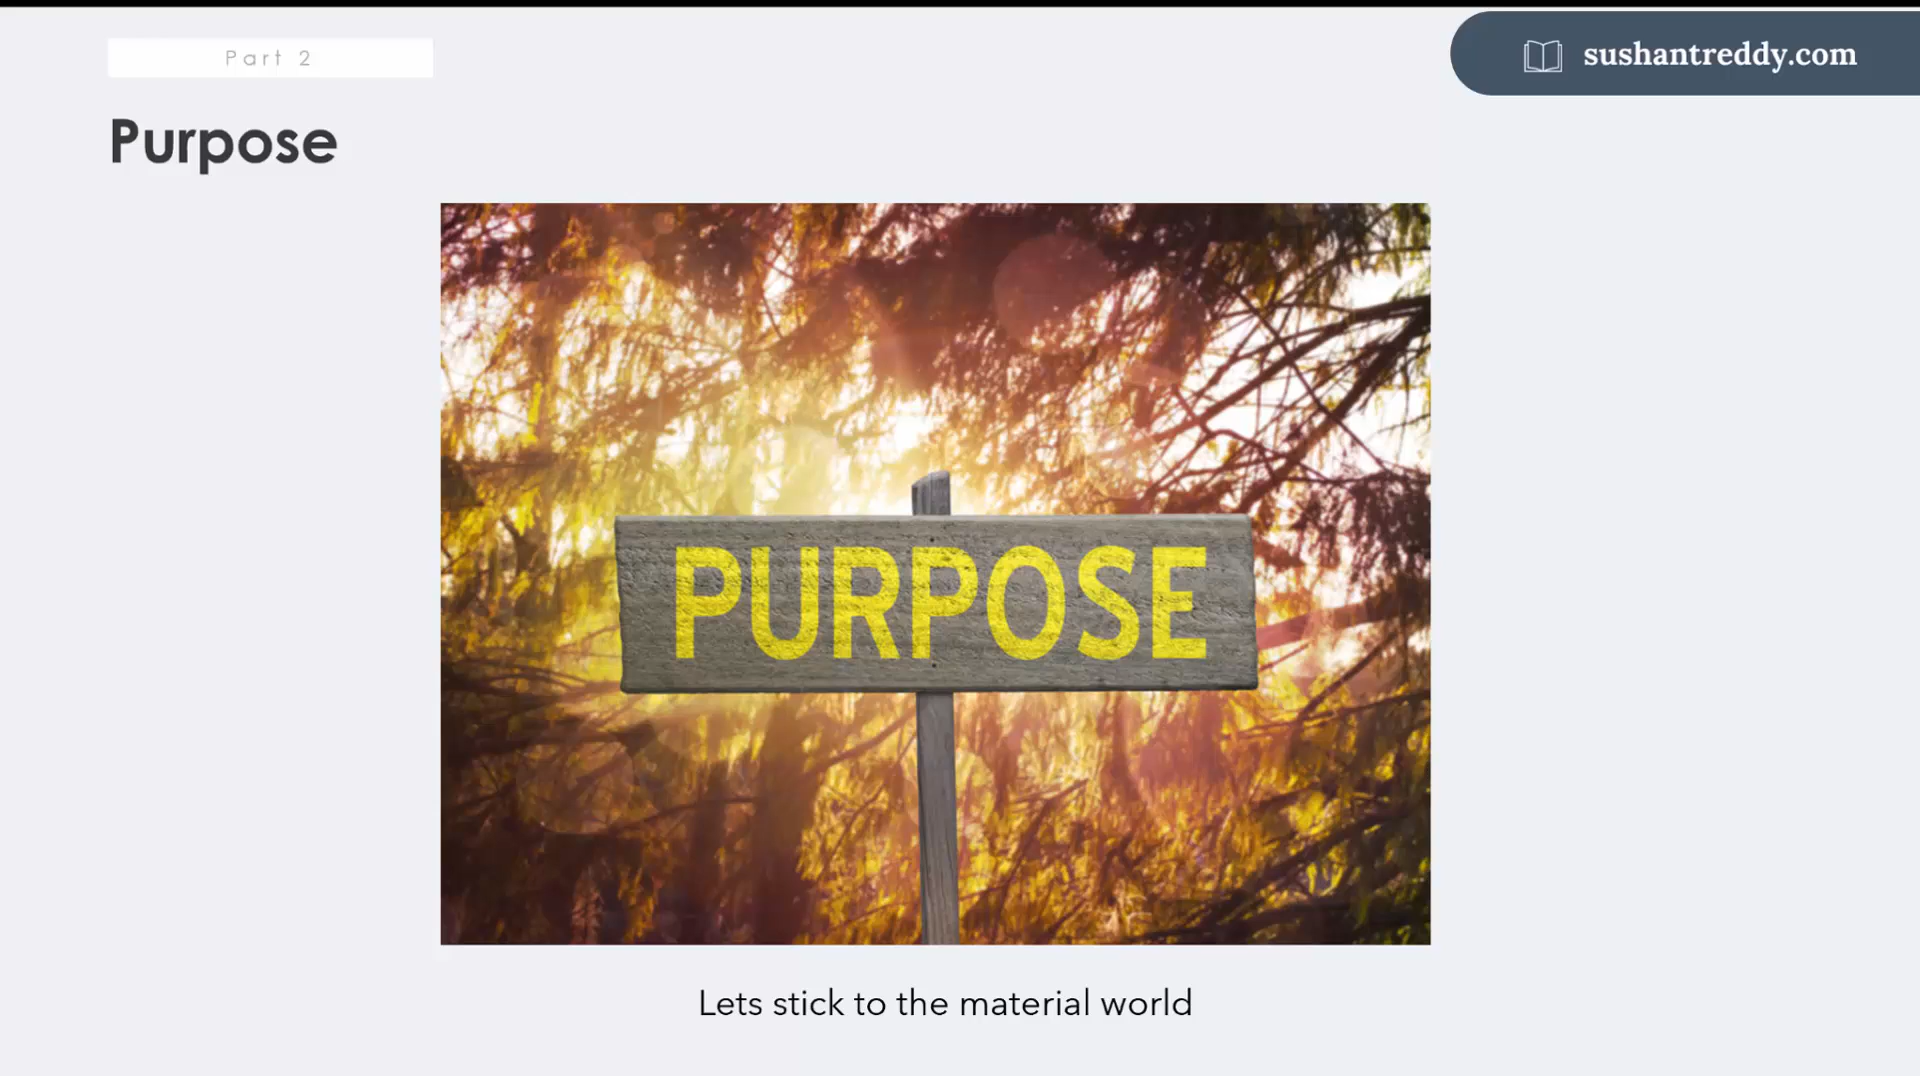 Part 2
sushantreddy.com
Purpose
PURPOSE
Lets stick to the material world